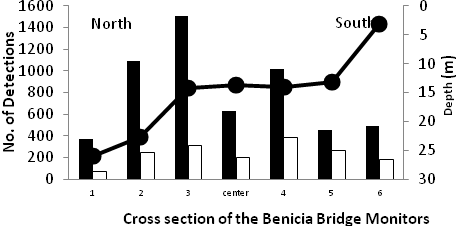 1600
1400
1200
1000
800
600
400
200
0
No. of Detections
North
South
0
5
10
15
20
25
30
Depth (m)
1 2 3 center 4 5 6
Cross section of the Benicia Bridge Monitors